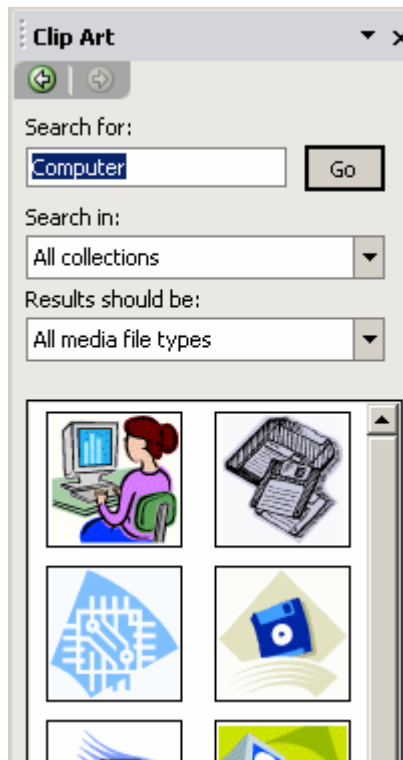 Clip Art
Search for:
Computer
Go
Search in:
All collections
Results should be:
All media file types